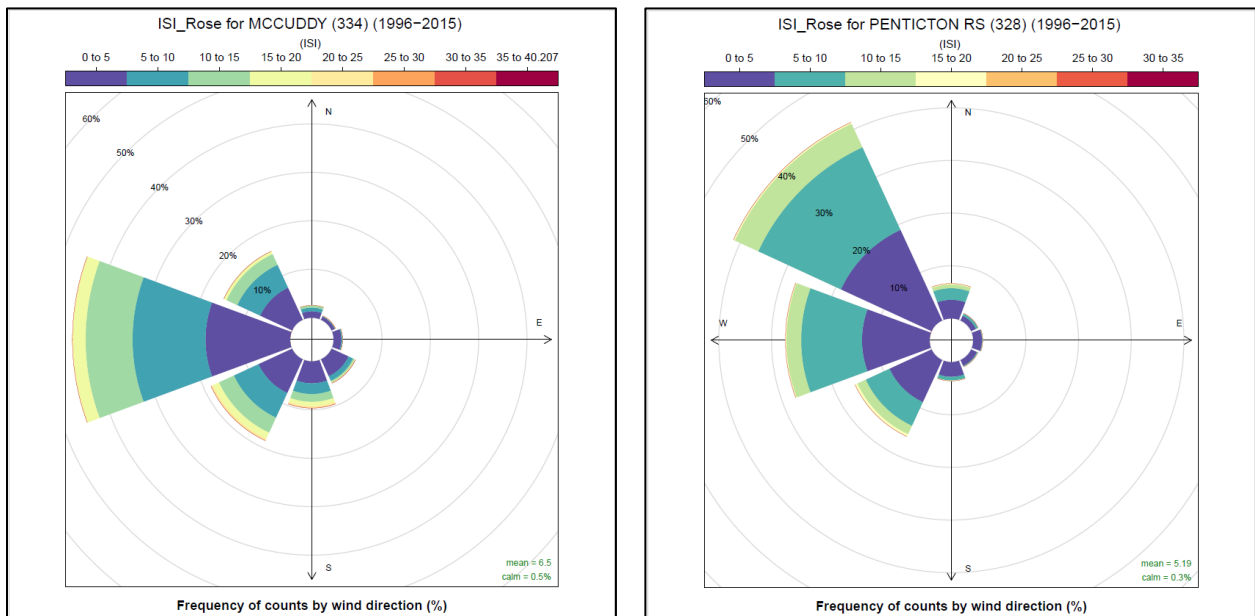 ISI_Rose for MCCUDDY (334) (1996−2015)
(ISI)
0 to 5 5 to 10 10 to 15 15 to 20 20 to 25 25 to 30 30 to 35 35 to 40.207
N
60%
50%
40%
30%
20%
10%
E
S
mean = 6.5
calm = 0.5%
Frequency of counts by wind direction (%)
ISI_Rose for PENTICTON RS (328) (1996−2015)
(ISI)
0 to 5 5 to 10 10 to 15 15 to 20 20 to 25 25 to 30 30 to 35
60%
N
50%
40%
30%
20%
10%
W
E
S
mean = 5.19
calm = 0.3%
Frequency of counts by wind direction (%)